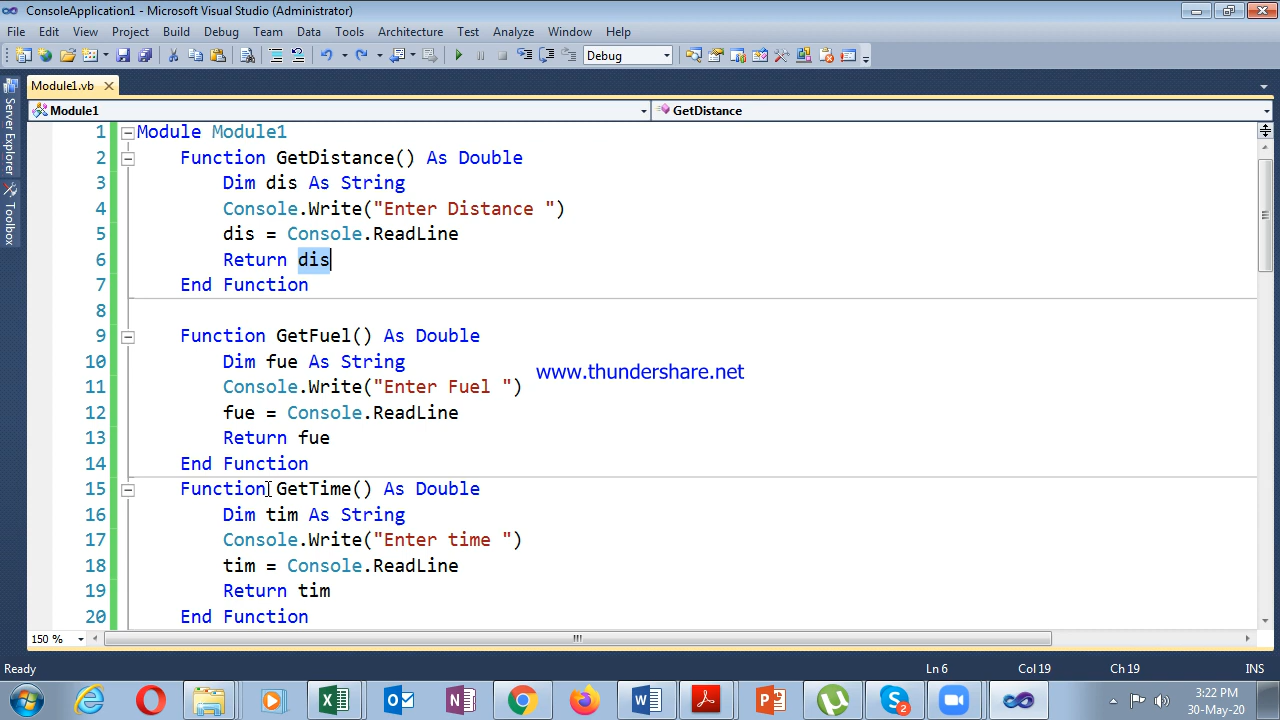 ConsoleApplication1 - Microsoft Visual Studio (Administrator)
File Edit View Project Build Debug Team Data Tools Architecture Test Analyze Window Help
Debug
Server Explorer
Toolbox
Module1.vb
Module1 GetDistance
1 Module Module1
2 Function GetDistance() As Double
3 Dim dis As String
4 Console.Write("Enter Distance ")
5 dis = Console.ReadLine
6 Return dis
7 End Function
8
9 Function GetFuel() As Double
10 Dim fue As String
www.thundershare.net
11 Console.Write("Enter Fuel ")
12 fue = Console.ReadLine
13 Return fue
14 End Function
15 Function GetTime() As Double
16 Dim tim As String
17 Console.Write("Enter time ")
18 tim = Console.ReadLine
19 Return tim
20 End Function
150 %
Ready Ln 6 Col 19 Ch 19 INS
2
3:22 PM
30-May-20